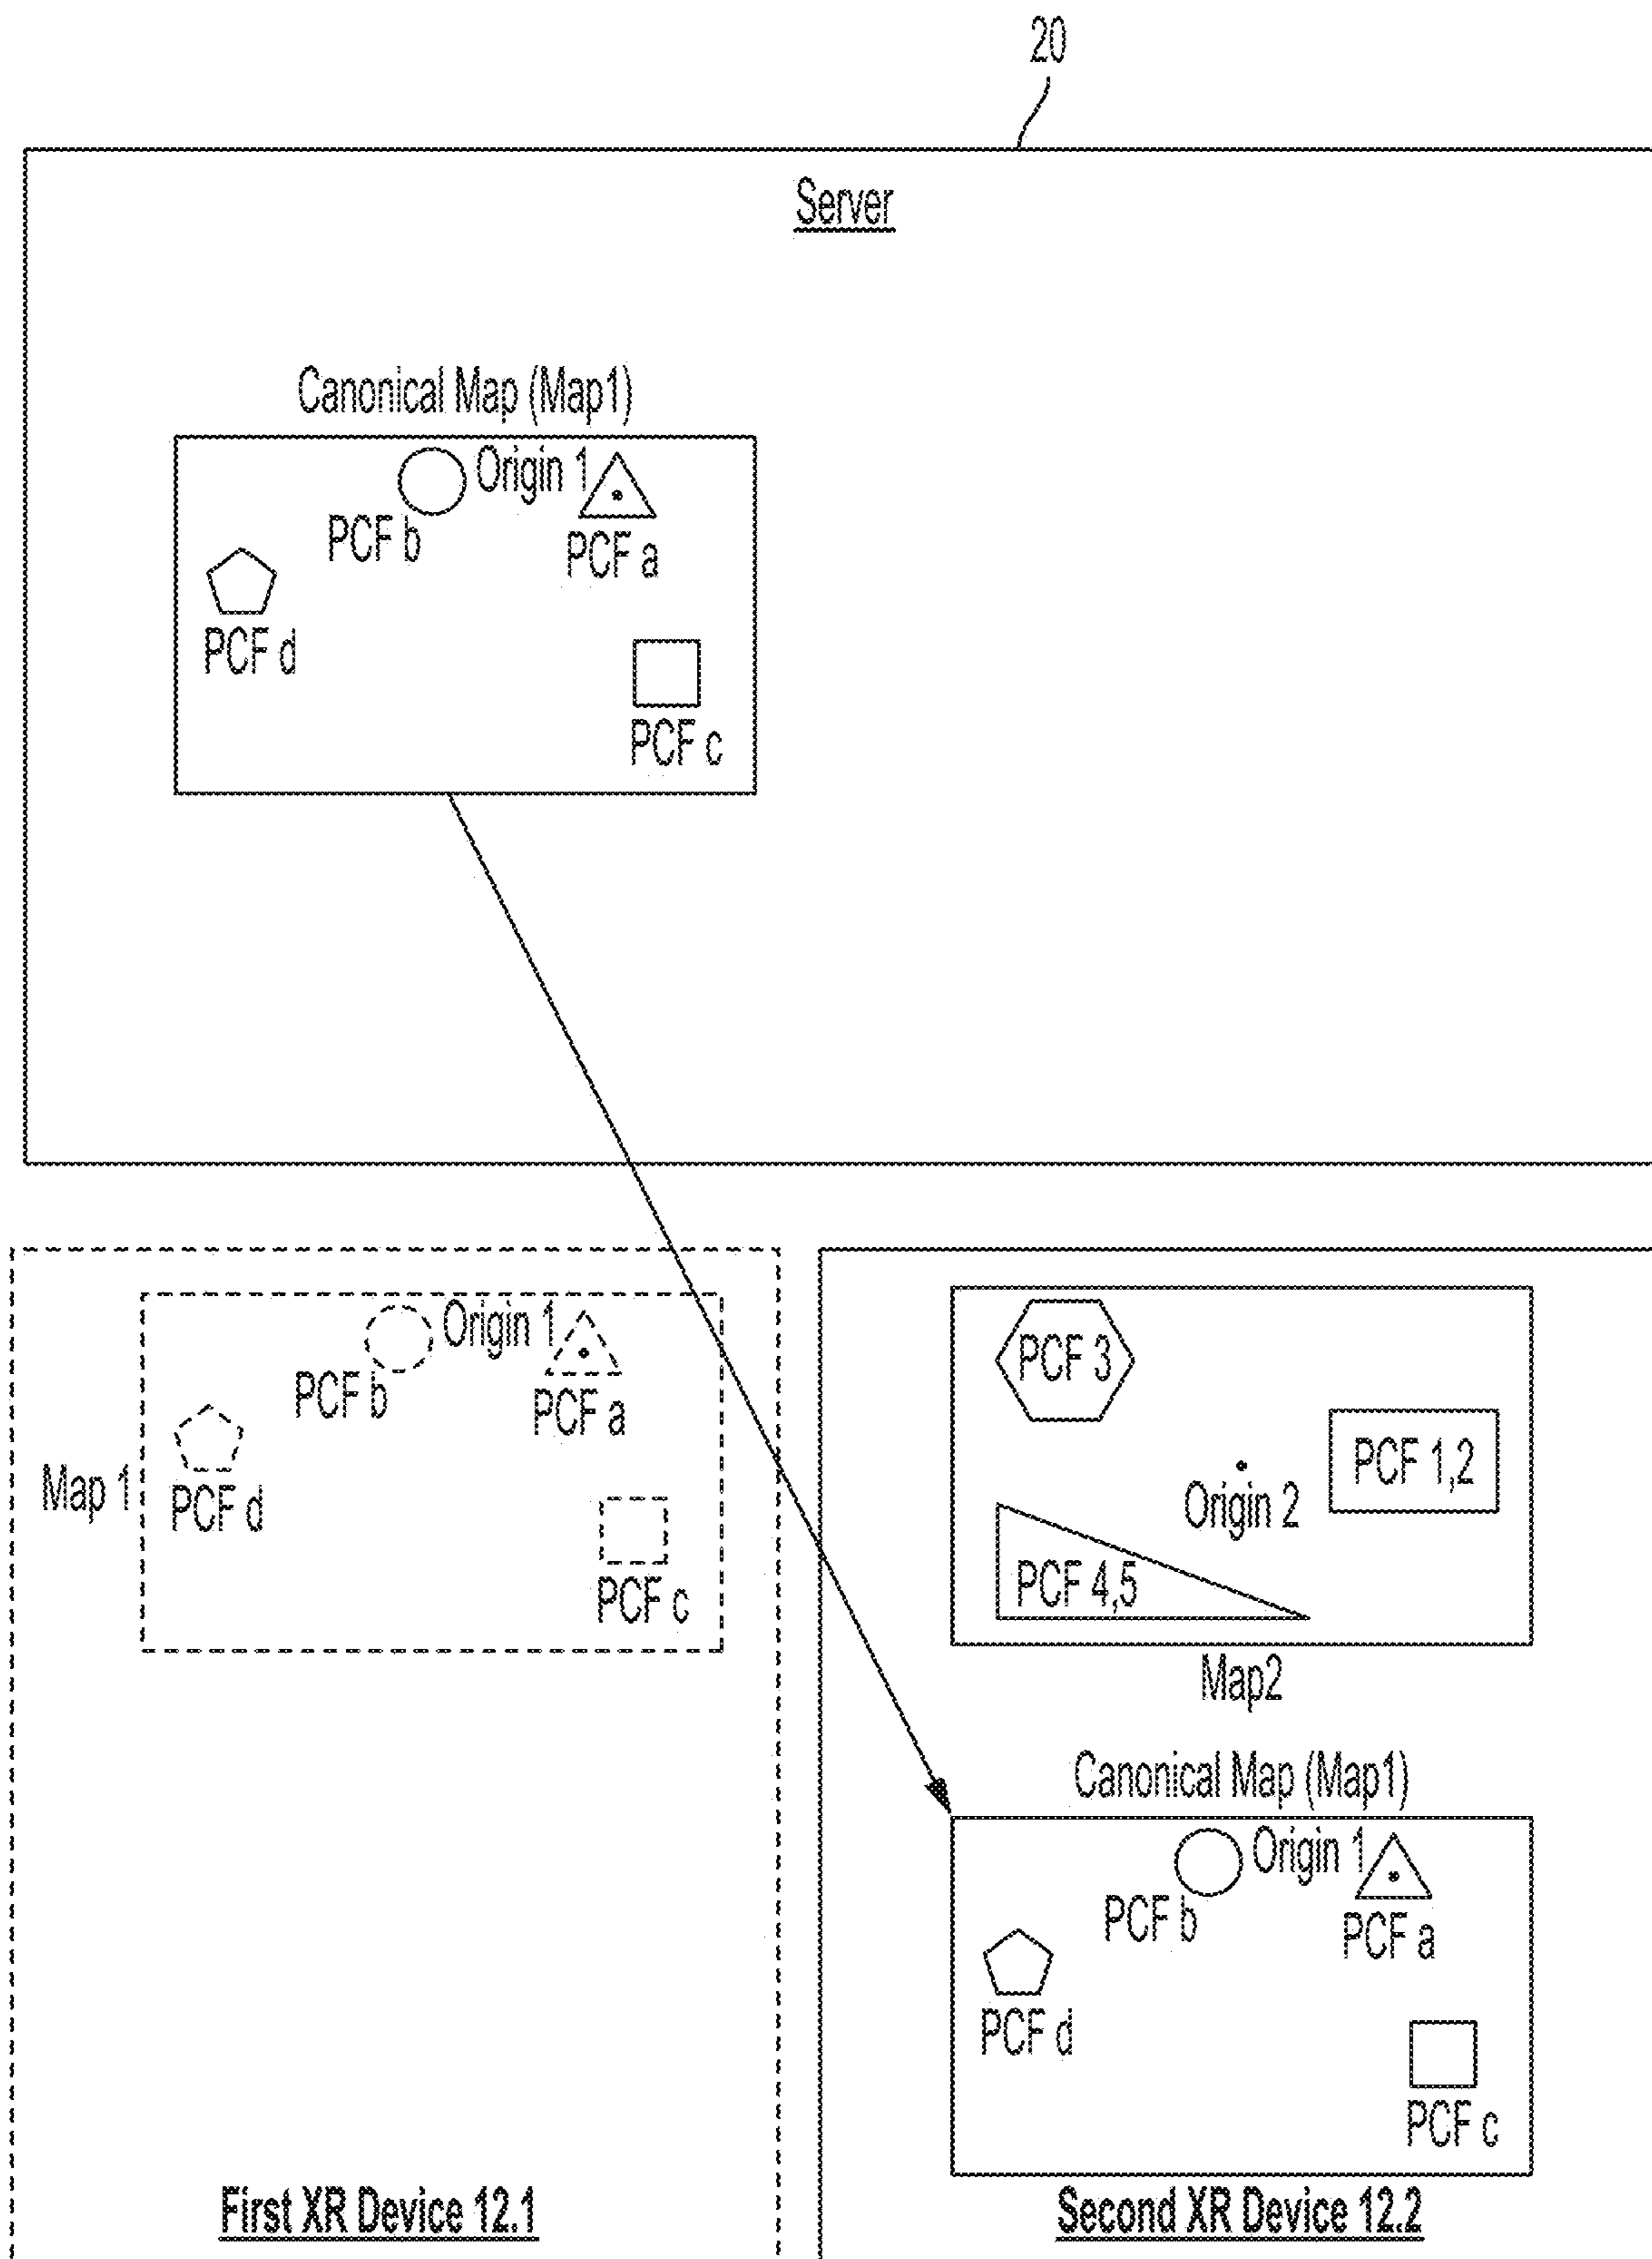 20
Server
Canonical Map (Map1)
Origin 1
PCF b
PCF a
PCF d
PCF c
Map 1
Origin 1
PCF b
PCF a
PCF d
PCF c
First XR Device 12.1
PCF 3
PCF 1,2
Origin 2
PCF 4,5
Map2
Canonical Map (Map1)
Origin 1
PCF b
PCF a
PCF d
PCF c
Second XR Device 12.2